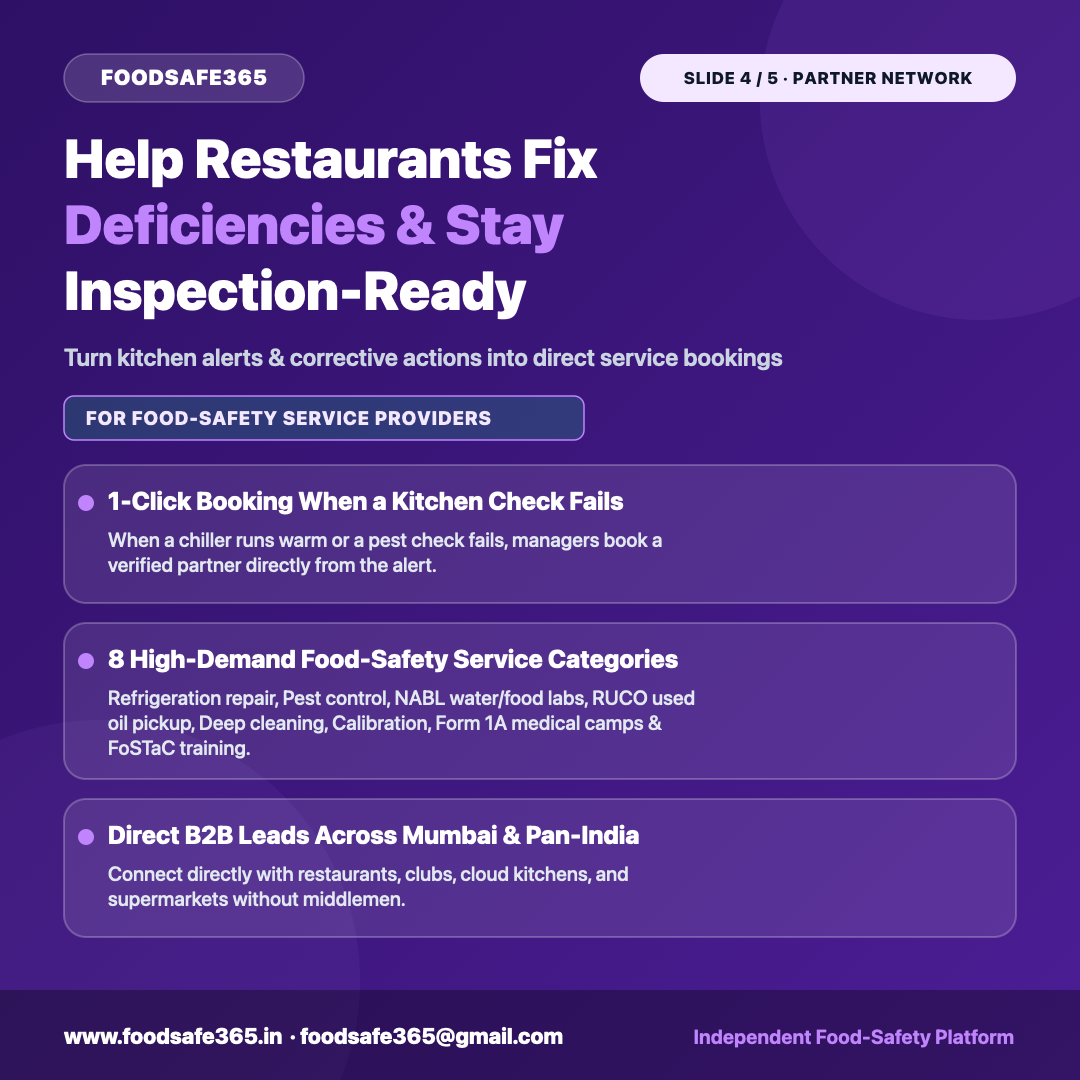 FOODSAFE365
SLIDE 4 / 5 · PARTNER NETWORK
Help Restaurants Fix
Deficiencies & Stay
Inspection-Ready
Turn kitchen alerts & corrective actions into direct service bookings
FOR FOOD-SAFETY SERVICE PROVIDERS
1-Click Booking When a Kitchen Check Fails
When a chiller runs warm or a pest check fails, managers book a
verified partner directly from the alert.
8 High-Demand Food-Safety Service Categories
Refrigeration repair, Pest control, NABL water/food labs, RUCO used
oil pickup, Deep cleaning, Calibration, Form 1A medical camps &
FoSTaC training.
Direct B2B Leads Across Mumbai & Pan-India
Connect directly with restaurants, clubs, cloud kitchens, and
supermarkets without middlemen.
www.foodsafe365.in · foodsafe365@gmail.com
Independent Food-Safety Platform